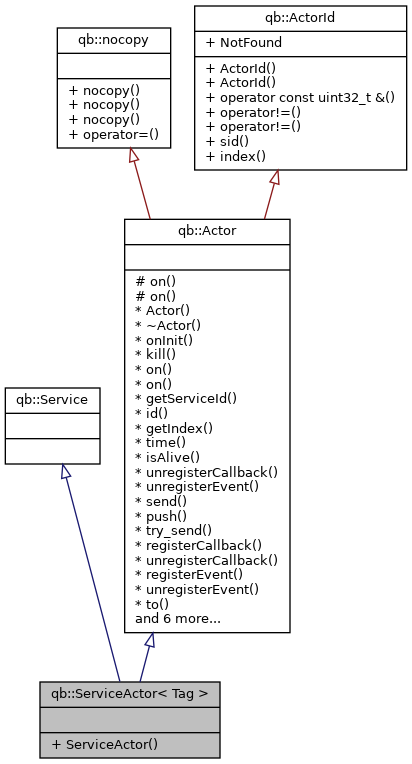 qb::ActorId
+ NotFound
+ ActorId()
+ ActorId()
+ operator const uint32_t &()
+ operator!=()
+ operator!=()
+ sid()
+ index()
qb::nocopy
+ nocopy()
+ nocopy()
+ nocopy()
+ operator=()
qb::Actor
# on()
# on()
* Actor()
* ~Actor()
* onInit()
* kill()
* on()
* on()
* getServiceId()
* id()
* getIndex()
* time()
* isAlive()
* unregisterCallback()
* unregisterEvent()
* send()
* push()
* try_send()
* registerCallback()
* unregisterCallback()
* registerEvent()
* unregisterEvent()
* to()
and 6 more...
qb::Service
qb::ServiceActor< Tag >
+ ServiceActor()